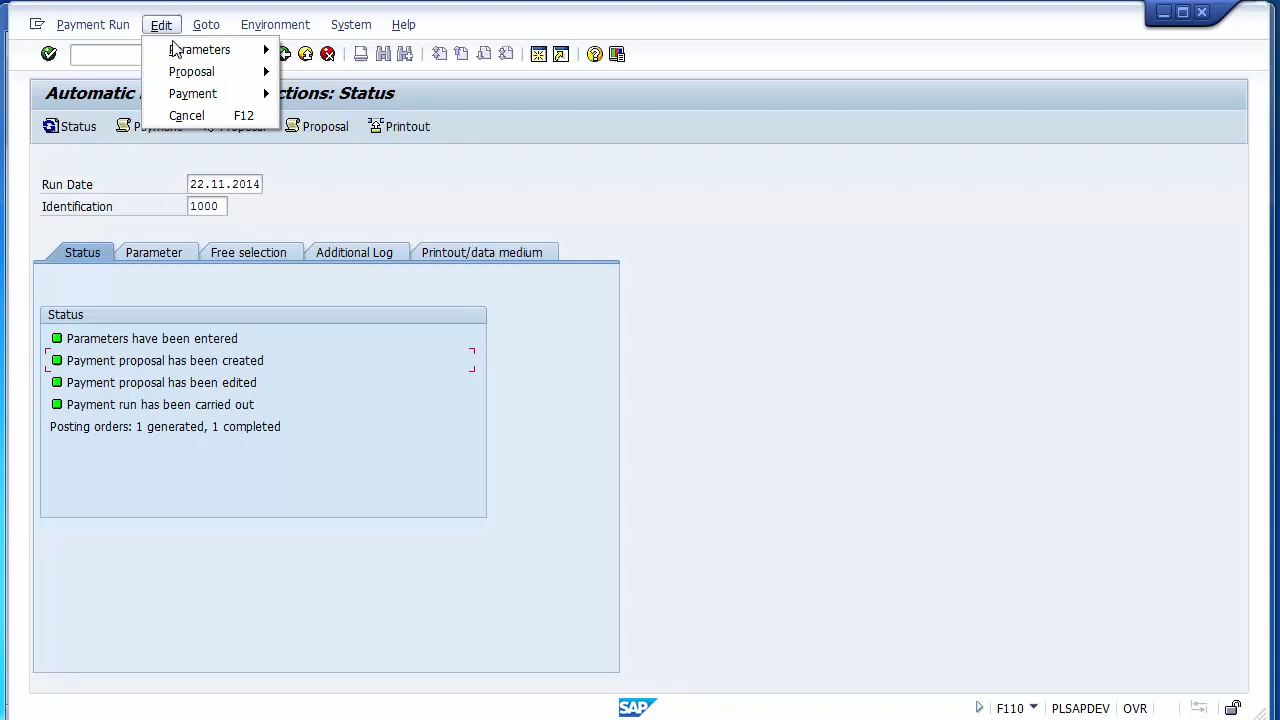 Payment Run Edit Goto Environment System Help
Parameters
Proposal
Payment
Cancel F12
Automatic ctions: Status
Status Proposal Printout
Run Date 22.11.2014
Identification 1000
Status Parameter Free selection Additional Log Printout/data medium
Status
Parameters have been entered
Payment proposal has been created
Payment proposal has been edited
Payment run has been carried out
Posting orders: 1 generated, 1 completed
SAP F110 PLSAPDEV OVR